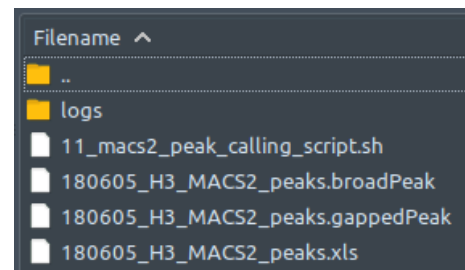 Filename
..
logs
11_macs2_peak_calling_script.sh
180605_H3_MACS2_peaks.broadPeak
180605_H3_MACS2_peaks.gappedPeak
180605_H3_MACS2_peaks.xls